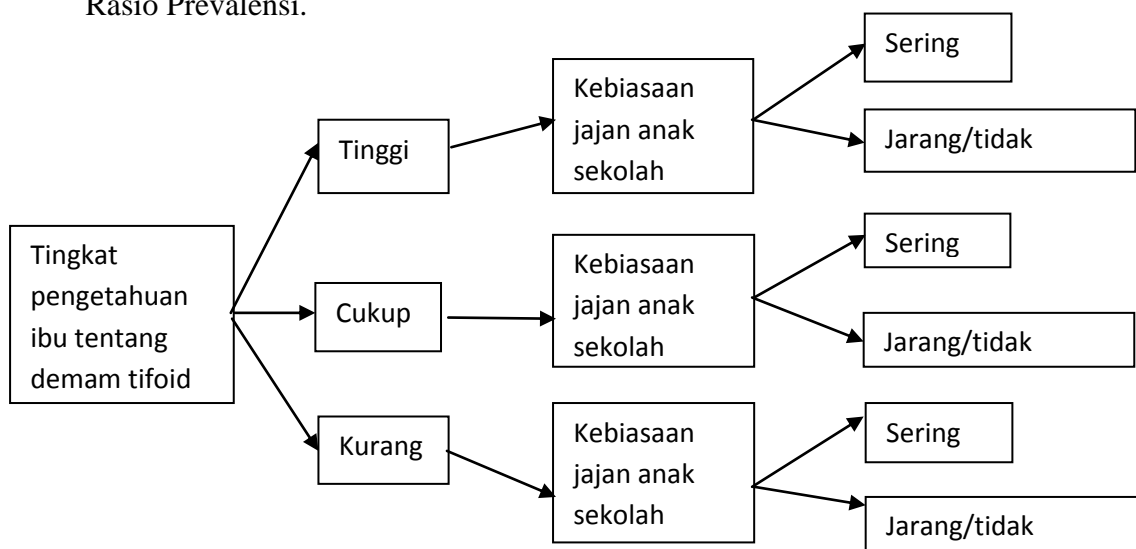 Rasio Prevalensi.
Tingkat
pengetahuan
ibu tentang
demam tifoid
Tinggi
Kebiasaan
jajan anak
sekolah
Sering
Jarang/tidak
Cukup
Kebiasaan
jajan anak
sekolah
Sering
Jarang/tidak
Kurang
Kebiasaan
jajan anak
sekolah
Sering
Jarang/tidak